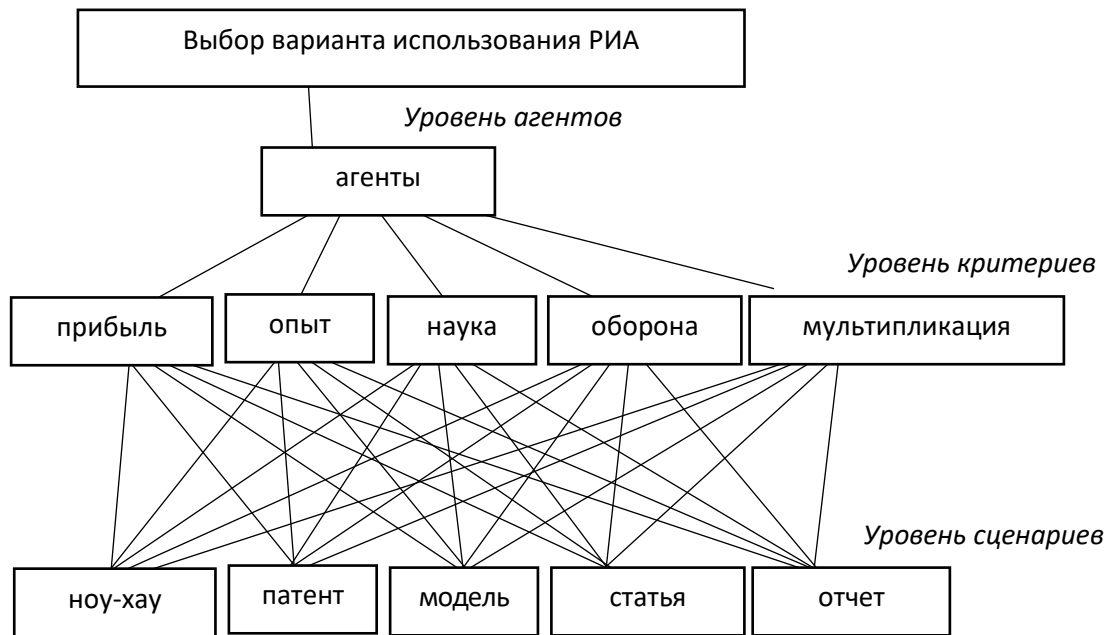 Выбор варианта использования РИА
Уровень агентов
агенты
Уровень критериев
прибыль
опыт
наука
оборона
мультипликация
Уровень сценариев
ноу-хау
патент
модель
статья
отчет